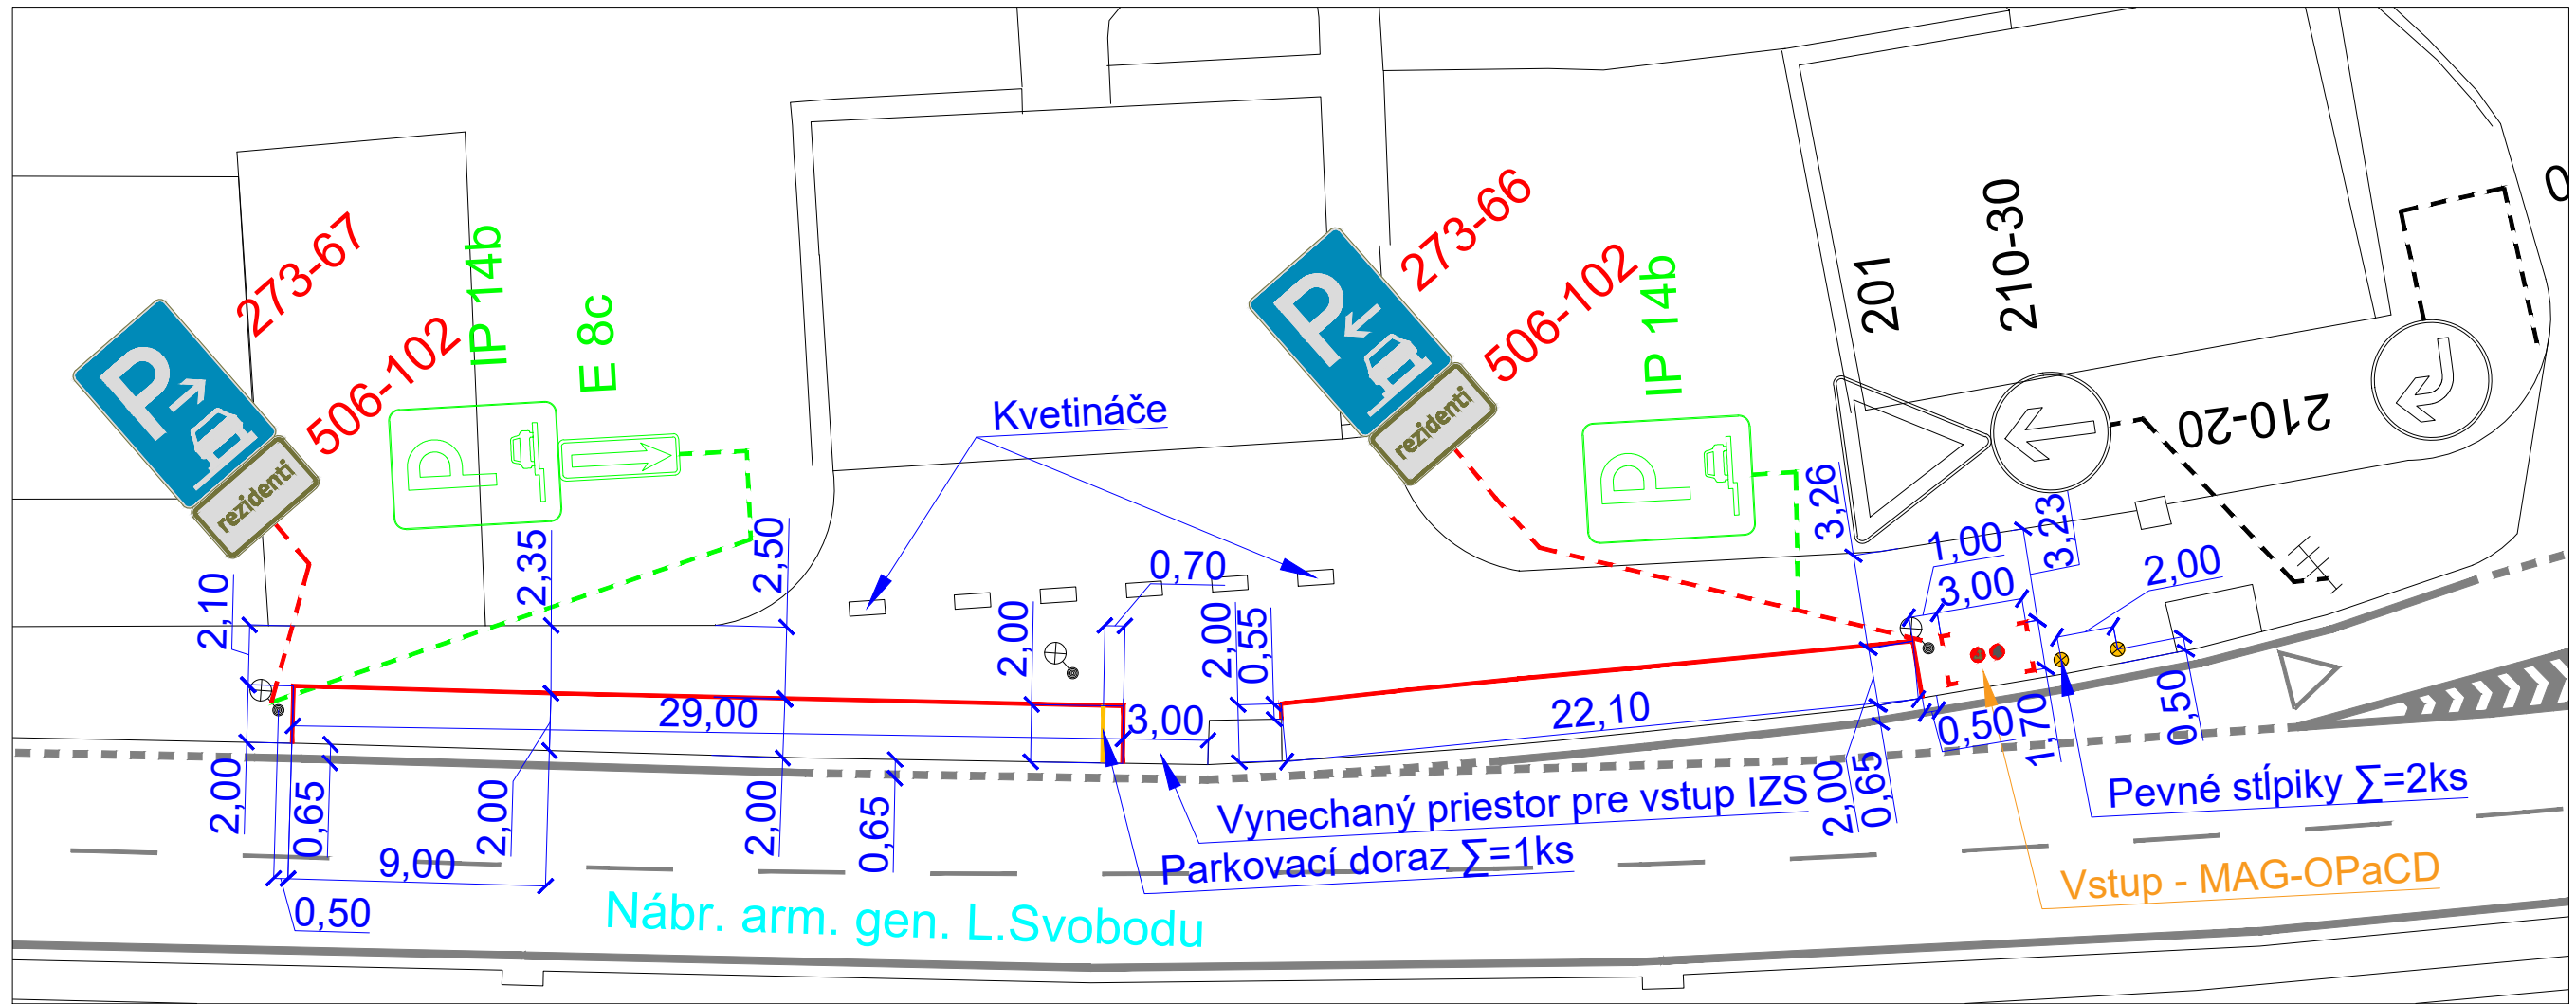 273-67
506-102
P
rezidenti
IP 14b
E 8c
P
Kvetináče
273-66
506-102
P
rezidenti
IP 14b
P
201
210-30
210-20
0
2,10
2,35
2,50
2,00
0,70
2,00
0,55
3,26
1,00
3,00
3,23
2,00
29,00
3,00
22,10
0,50
1,70
0,50
2,00
0,65
2,00
2,00
0,65
2,00
0,65
9,00
0,50
Vynechaný priestor pre vstup IZS
Parkovací doraz ∑=1ks
Pevné stĺpiky ∑=2ks
Vstup - MAG-OPaCD
Nábr. arm. gen. L.Svobodu